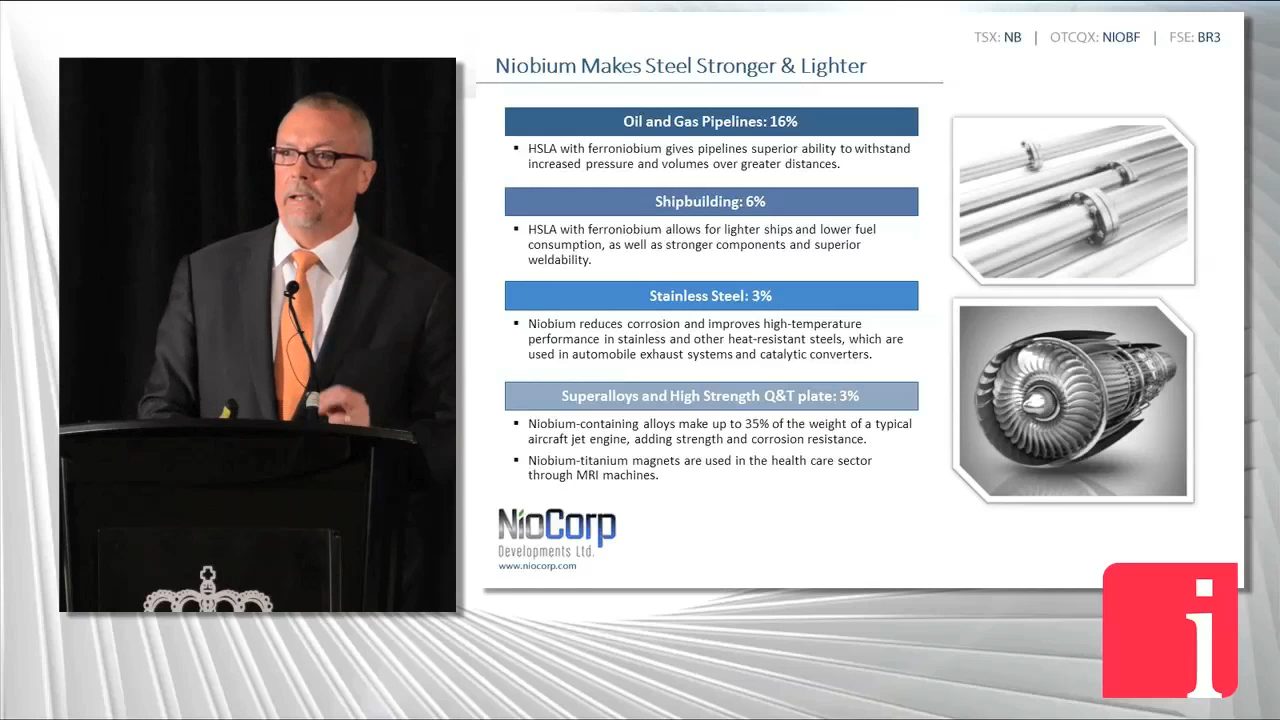 TSX: NB | OTCQX: NIOBF | FSE: BR3
Niobium Makes Steel Stronger & Lighter
Oil and Gas Pipelines: 16%
▪ HSLA with ferroniobium gives pipelines superior ability to withstand
increased pressure and volumes over greater distances.
Shipbuilding: 6%
▪ HSLA with ferroniobium allows for lighter ships and lower fuel
consumption, as well as stronger components and superior
weldability.
Stainless Steel: 3%
▪ Niobium reduces corrosion and improves high-temperature
performance in stainless and other heat-resistant steels, which are
used in automobile exhaust systems and catalytic converters.
Superalloys and High Strength Q&T plate: 3%
▪ Niobium-containing alloys make up to 35% of the weight of a typical
aircraft jet engine, adding strength and corrosion resistance.
▪ Niobium-titanium magnets are used in the health care sector
through MRI machines.
NioCorp
Developments Ltd.
www.niocorp.com
i